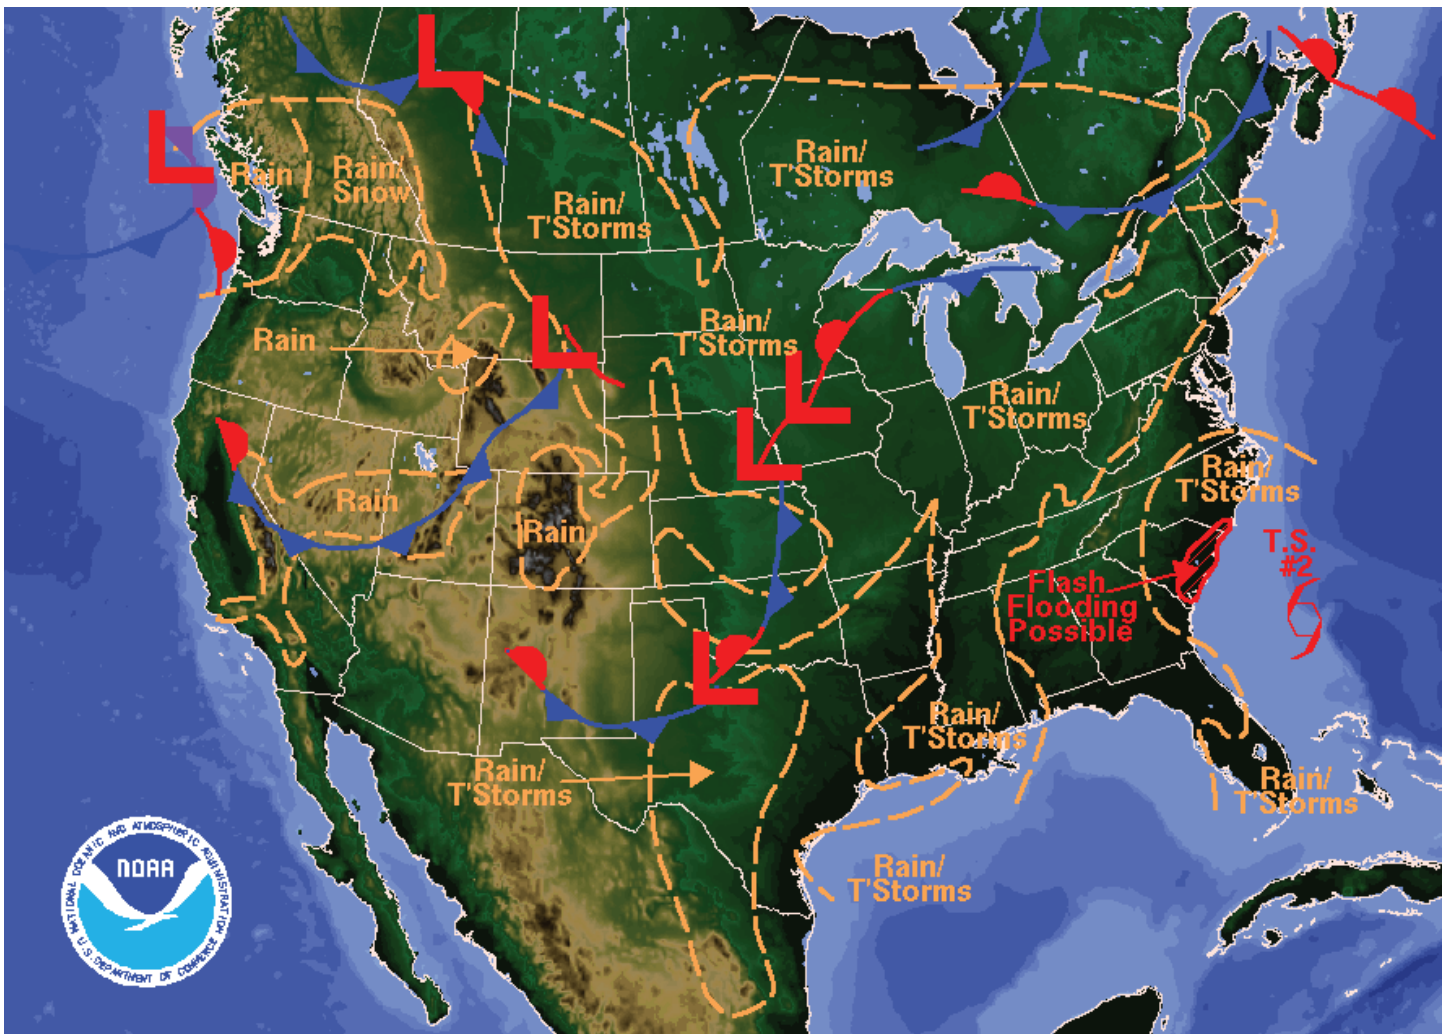 Rain
Rain/
Snow
Rain/
T'Storms
Rain/
T'Storms
Rain
Rain/
T'Storms
Rain/
T'Storms
Rain
Rain
Rain/
T'Storms
T.S.
#2
Flash
Flooding
Possible
Rain/
T'Storms
Rain/
T'Storms
Rain/
T'Storms
Rain/
T'Storms
L
L
L
L
L
L
NATIONAL OCEANIC AND ATMOSPHERIC ADMINISTRATION
NOAA
U.S. DEPARTMENT OF COMMERCE